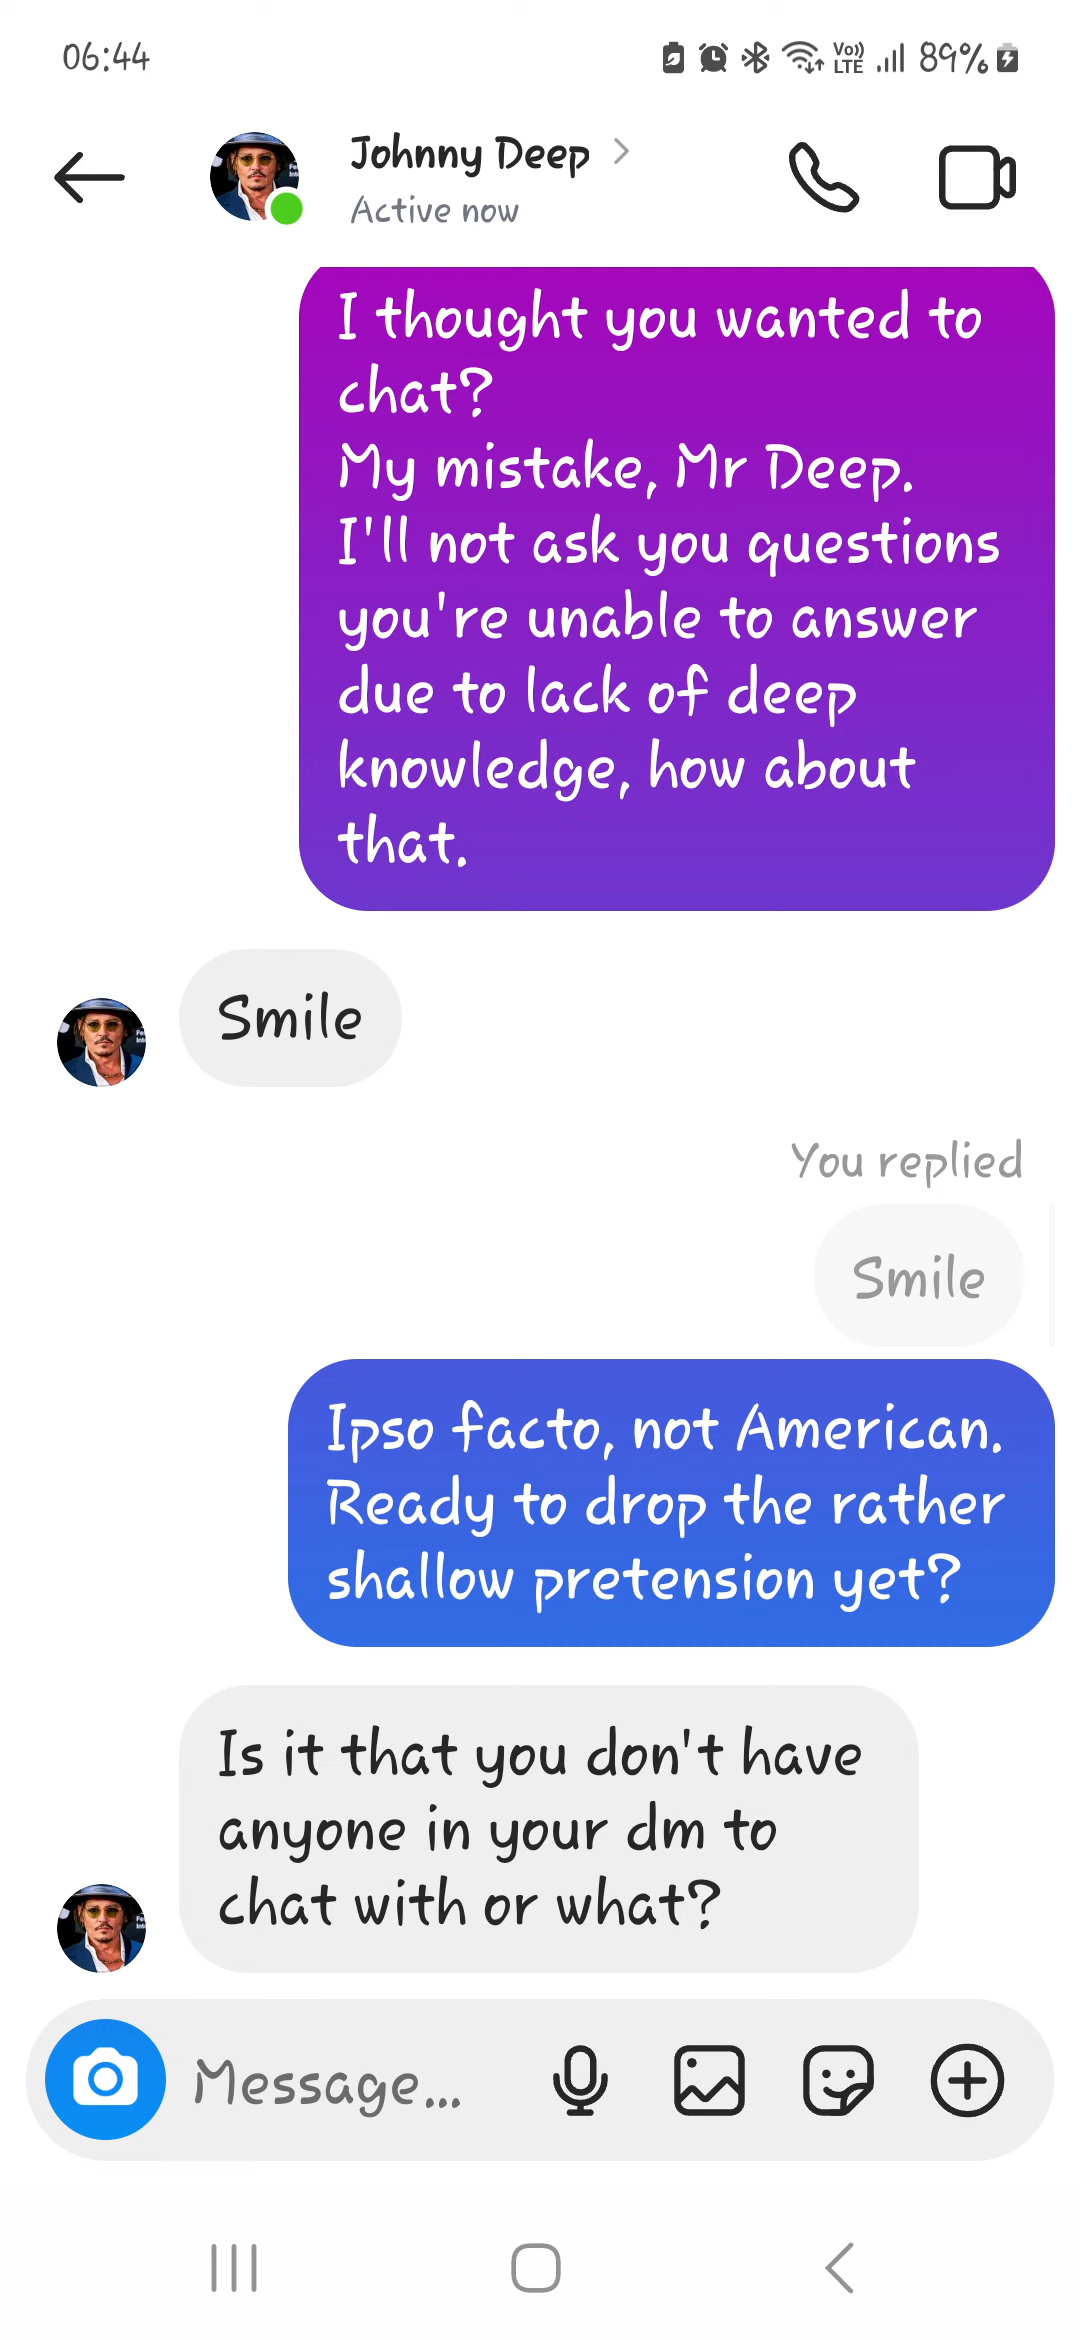 06:44
Vo)) LTE 89%
Johnny Deep
Active now
I thought you wanted to
chat?
My mistake, Mr Deep.
I'll not ask you questions
you're unable to answer
due to lack of deep
knowledge, how about
that.
Smile
You replied
Smile
Ipso facto, not American.
Ready to drop the rather
shallow pretension yet?
Is it that you don't have
anyone in your dm to
chat with or what?
Message...